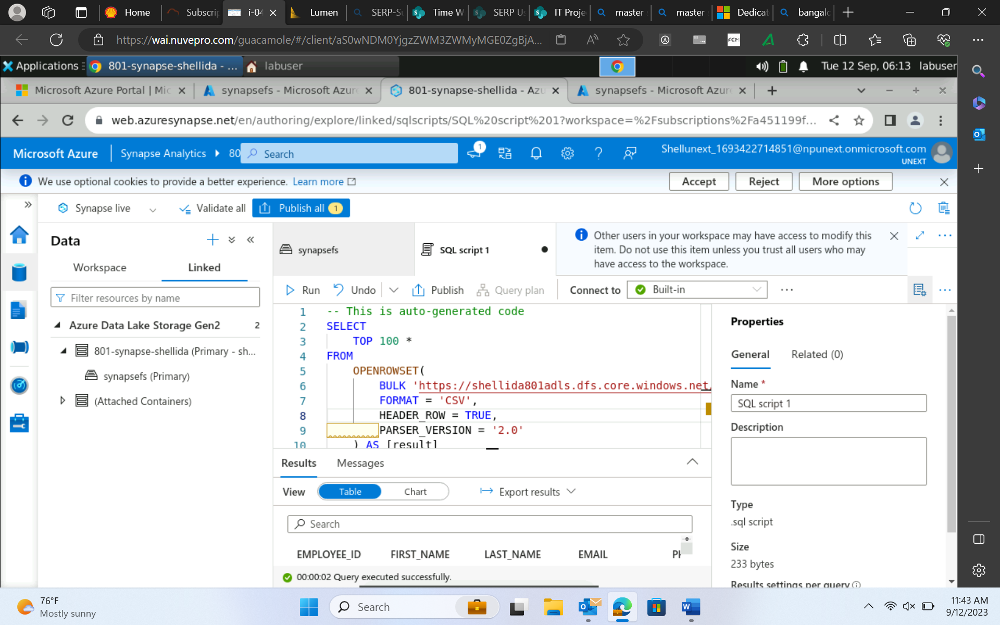 Home
Subscrip
i-04
Lumen
SERP-Su
Time W
SERP Us
IT Proje
master
master
Dedicat
bangalo
https://wai.nuvepro.com/guacamole/#/client/aS0wNDM0YjgzZWM3ZWMyMGE0ZgBjA...
Applications
801-synapse-shellida - ...
labuser
Tue 12 Sep, 06:13 labuser
Microsoft Azure Portal | Mic
synapsefs - Microsoft Azure
801-synapse-shellida - Azu
synapsefs - Microsoft Azure
web.azuresynapse.net/en/authoring/explore/linked/sqlscripts/SQL%20script%201?workspace=%2Fsubscriptions%2Fa451199f...
Microsoft Azure
Synapse Analytics
80
Search
1
Shellunext_1693422714851@npunext.onmicrosoft.com
UNEXT
We use optional cookies to provide a better experience. Learn more
Accept
Reject
More options
Synapse live
Validate all
Publish all 1
Data
Workspace
Linked
Filter resources by name
Azure Data Lake Storage Gen2 2
801-synapse-shellida (Primary - sh...
synapsefs (Primary)
(Attached Containers)
synapsefs
SQL script 1
Other users in your workspace may have access to modify this
item. Do not use this item unless you trust all users who may
have access to the workspace.
Run
Undo
Publish
Query plan
Connect to
Built-in
1 -- This is auto-generated code
2 SELECT
3 TOP 100 *
4 FROM
5 OPENROWSET(
6 BULK 'https://shellida801adls.dfs.core.windows.net/
7 FORMAT = 'CSV',
8 HEADER_ROW = TRUE,
9 PARSER_VERSION = '2.0'
10 ) AS [result]
Results
Messages
View
Table
Chart
Export results
Search
EMPLOYEE_ID FIRST_NAME LAST_NAME EMAIL
00:00:02 Query executed successfully.
Properties
General
Related (0)
Name *
SQL script 1
Description
Type
.sql script
Size
233 bytes
Results settings per query
76°F
Mostly sunny
Search
11:43 AM
9/12/2023